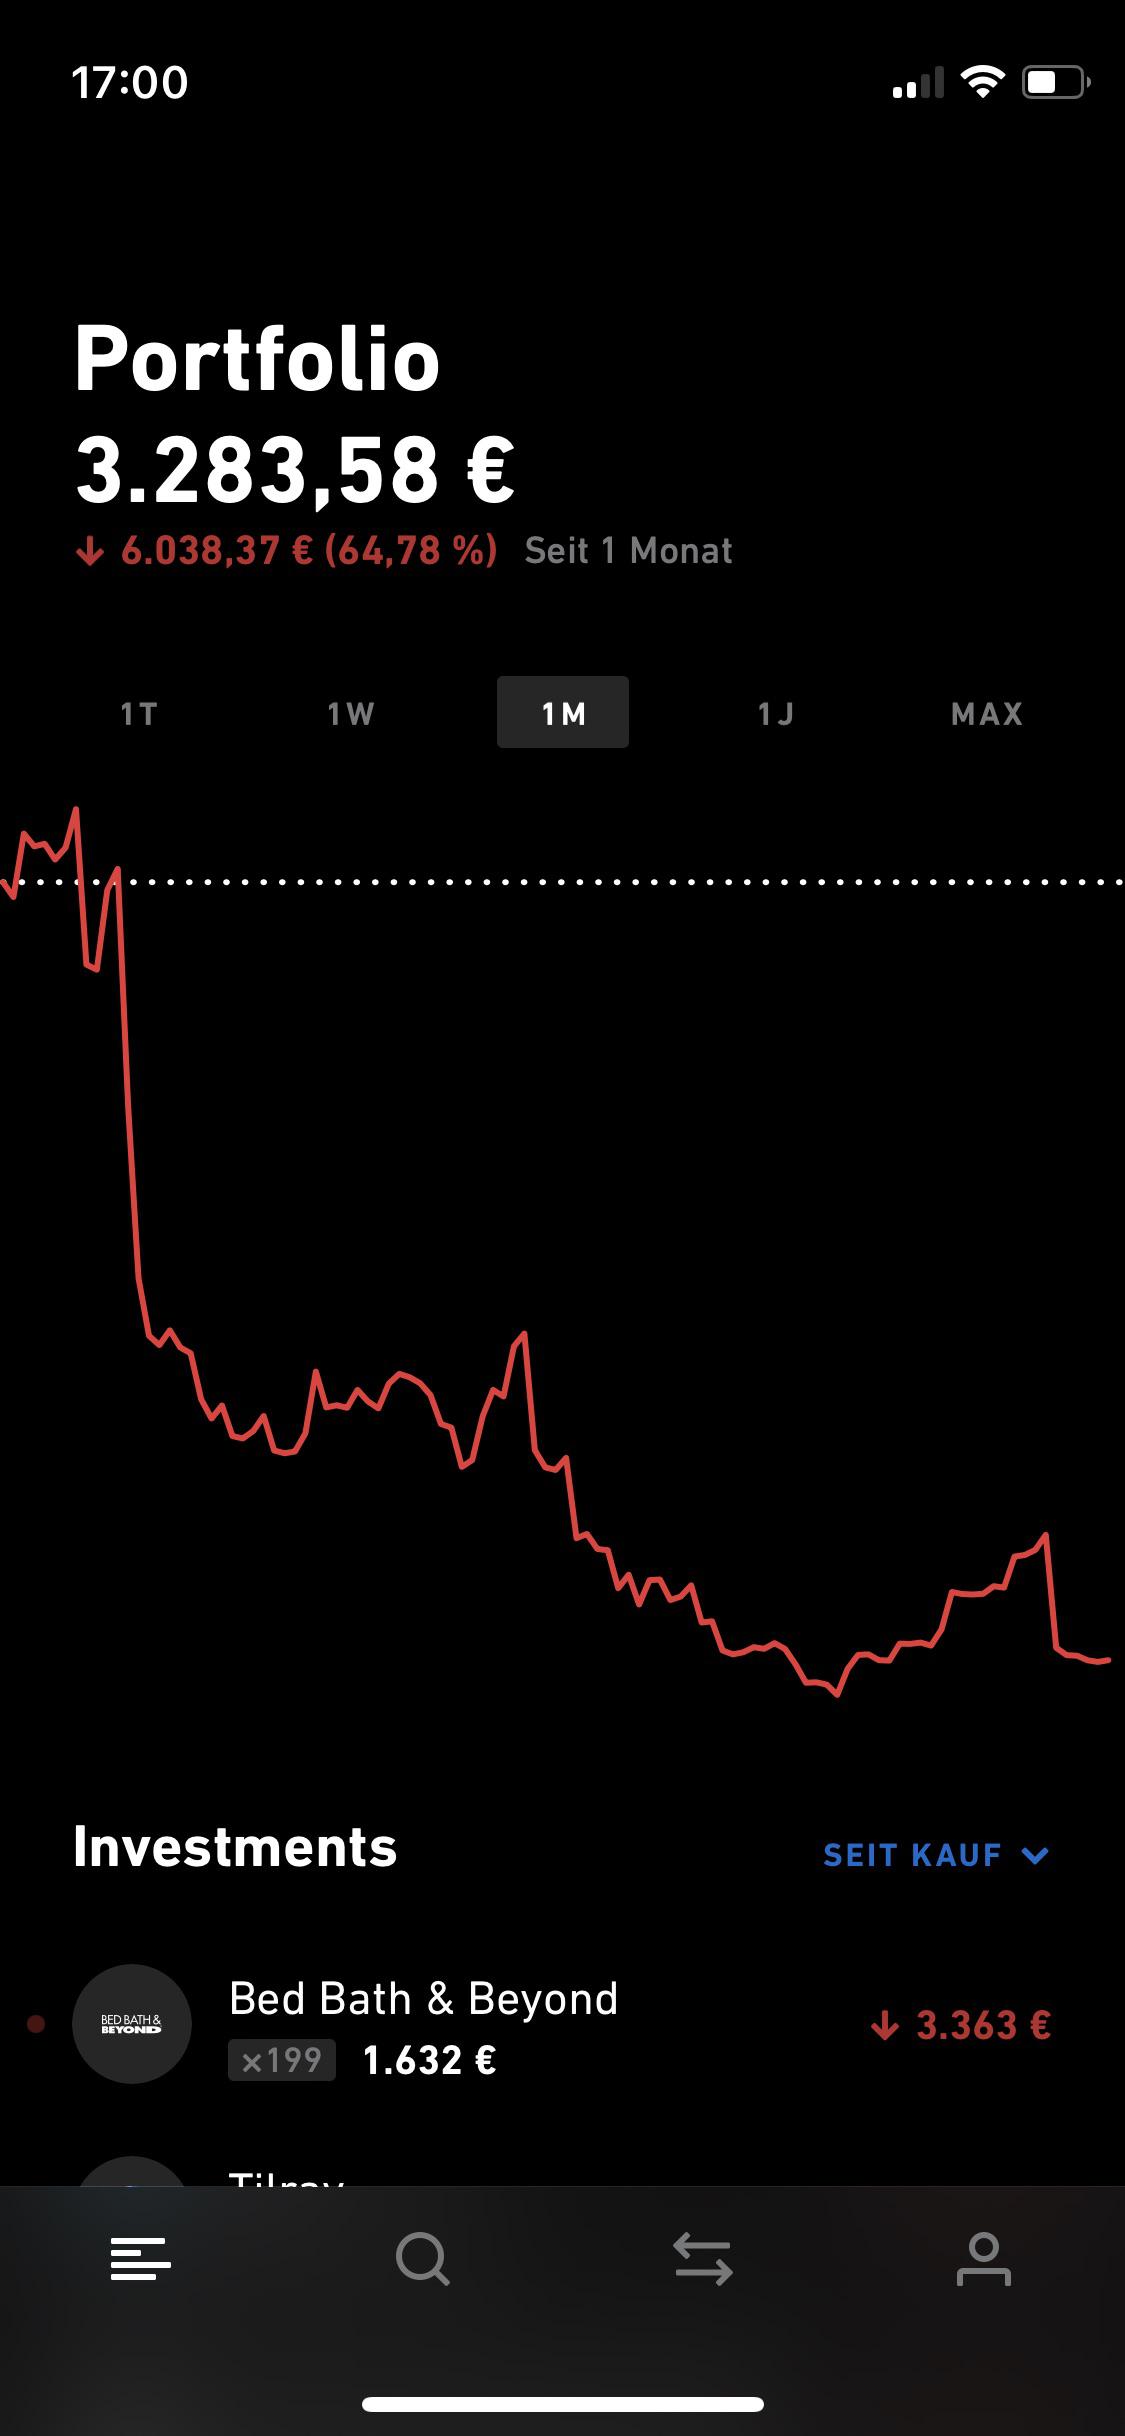 17:00
Portfolio
3.283,58 €
↓ 6.038,37 € (64,78 %) Seit 1 Monat
1T 1W 1M 1J MAX
Investments SEIT KAUF
BED BATH &
BEYOND
Bed Bath & Beyond
×199 1.632 € ↓ 3.363 €
Tilray